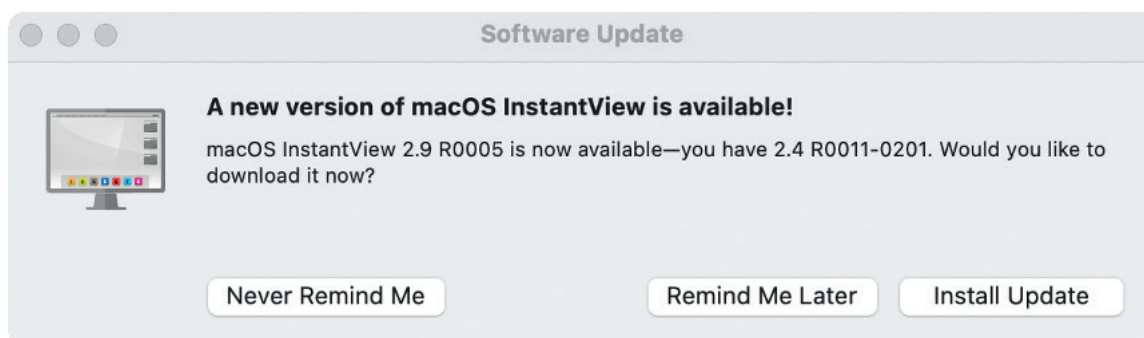 Software Update
A new version of macOS InstantView is available!
macOS InstantView 2.9 R0005 is now available—you have 2.4 R0011-0201. Would you like to
download it now?
Never Remind Me
Remind Me Later
Install Update